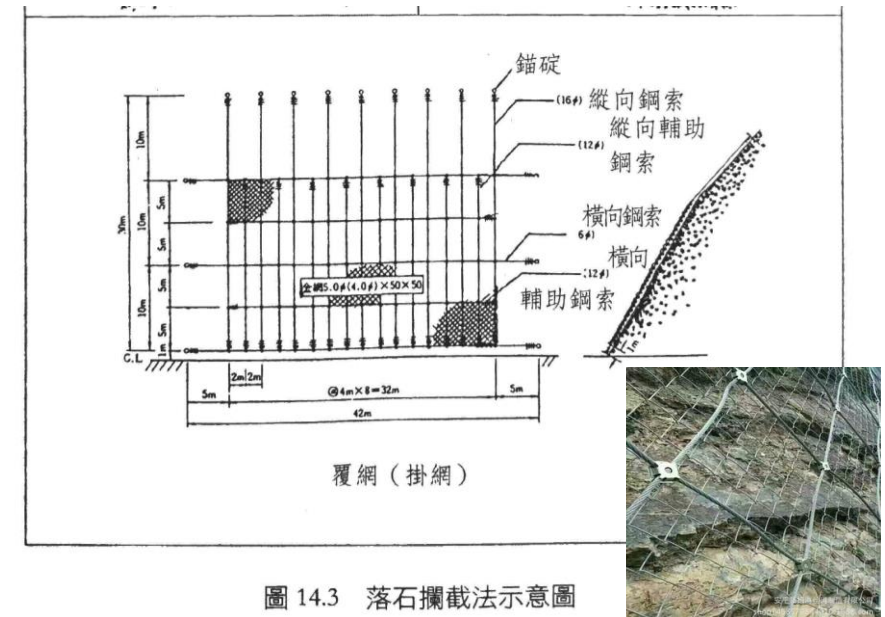 錨碇
(16φ) 縱向鋼索
縱向輔助
(12φ)
鋼索
橫向鋼索
6φ)
橫向
(12φ)
輔助鋼索
金網5.0φ(4.0φ)×50×50
30m
10m
10m
10m
5m
5m
5m
5m
1m
G.L
2m 2m
5m
@4m×8=32m
5m
42m
1m
覆網（掛網）
圖 14.3 落石攔截法示意圖